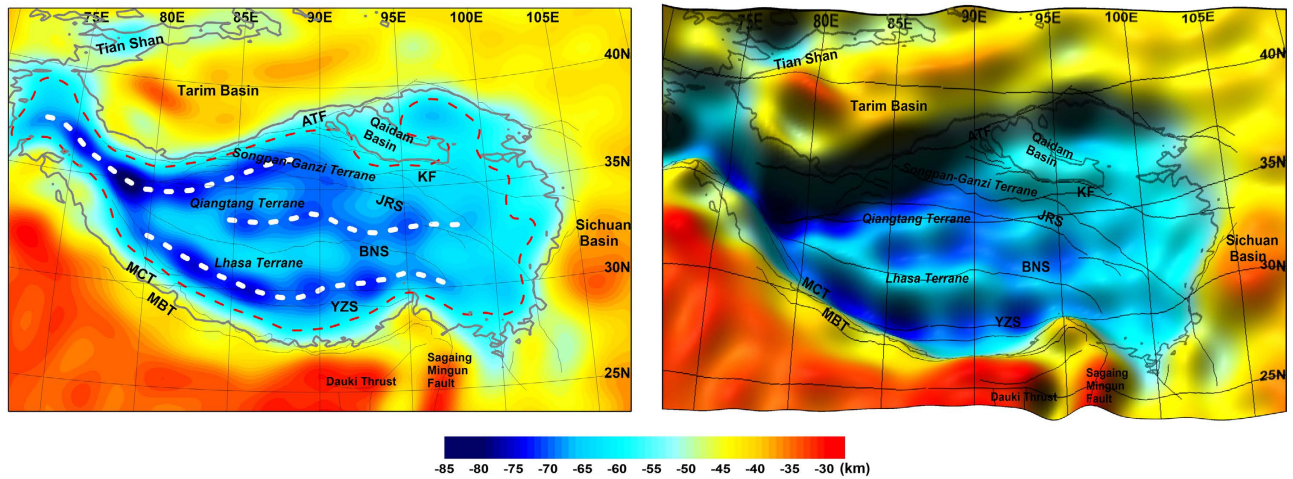 75E 80E 85E 90E 95E 100E 105E
40N
35N
30N
25N
Tian Shan
Tarim Basin
ATF
Qaidam
Basin
Songpan-Ganzi Terrane
KF
Qiangtang Terrane
JRS
BNS
Lhasa Terrane
Sichuan
Basin
MCT
MBT
YZS
Sagaing
Mingun
Fault
Dauki Thrust
75E 80E 85E 90E 95E 100E 105E
40N
35N
30N
25N
Tian Shan
Tarim Basin
ATF
Qaidam
Basin
Songpan-Ganzi Terrane
KF
Qiangtang Terrane
JRS
BNS
Lhasa Terrane
Sichuan
Basin
MCT
MBT
YZS
Sagaing
Mingun
Fault
Dauki Thrust
-85 -80 -75 -70 -65 -60 -55 -50 -45 -40 -35 -30 (km)